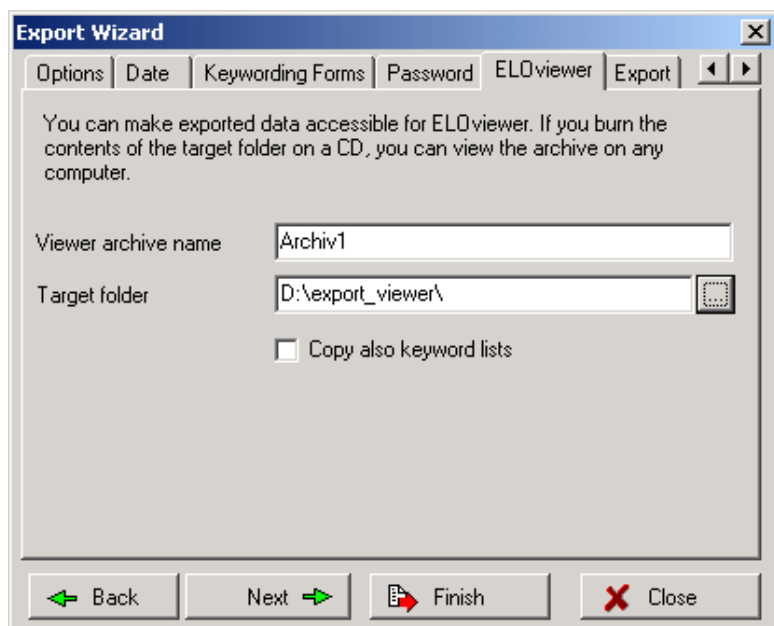 Export Wizard
Options Date Keywording Forms Password ELOviewer Export
You can make exported data accessible for ELOviewer. If you burn the
contents of the target folder on a CD, you can view the archive on any
computer.
Viewer archive name Archiv1
Target folder D:\export_viewer\ ...
Copy also keyword lists
Back Next Finish Close